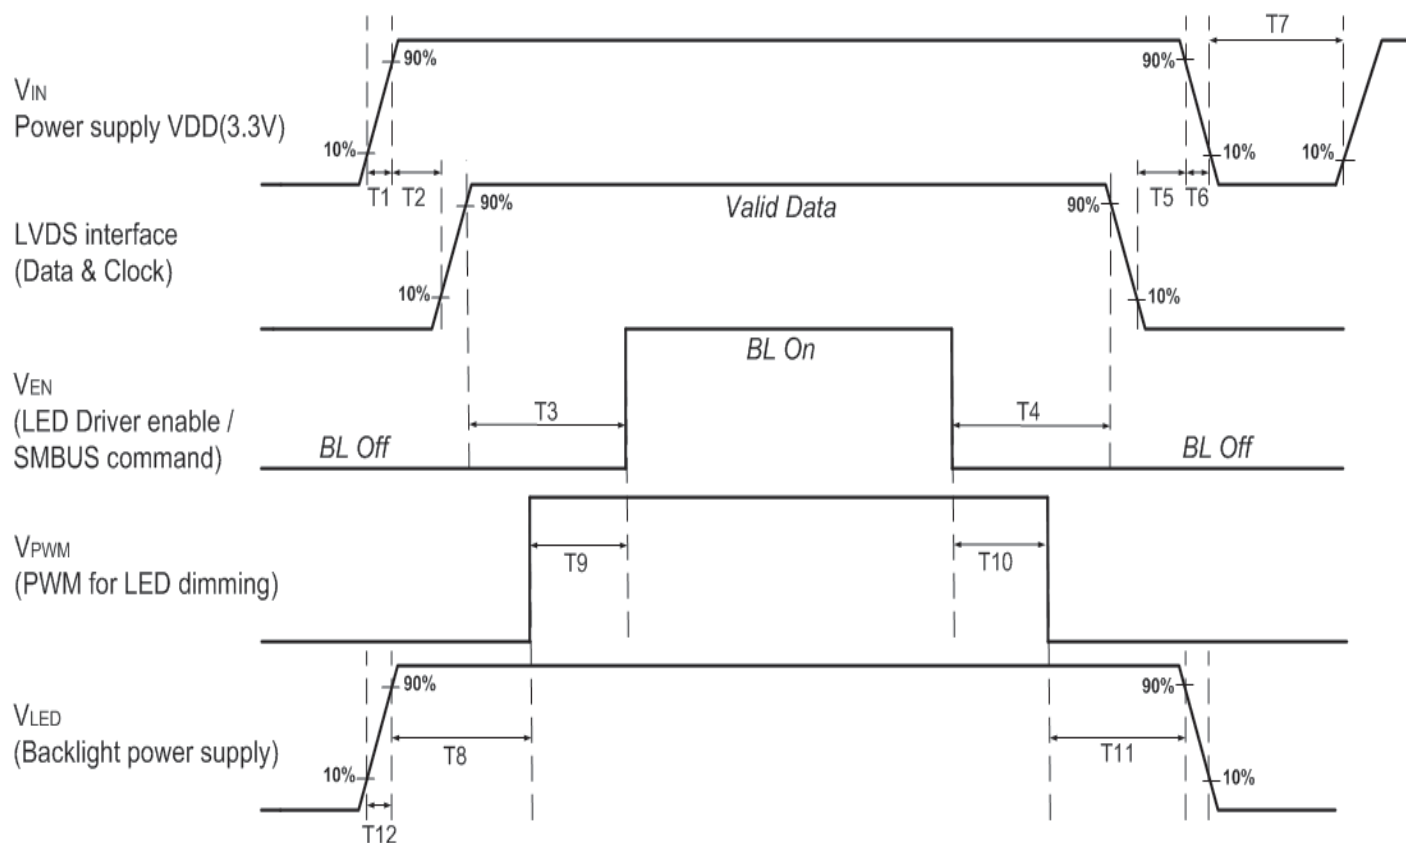 T7
90%
90%
VIN
Power supply VDD(3.3V)
10%
10%
10%
T1
T2
T5
T6
90%
Valid Data
90%
LVDS interface
(Data & Clock)
10%
10%
BL On
VEN
(LED Driver enable /
SMBUS command)
T3
T4
BL Off
BL Off
VPWM
(PWM for LED dimming)
T9
T10
90%
90%
VLED
(Backlight power supply)
T8
T11
10%
10%
T12